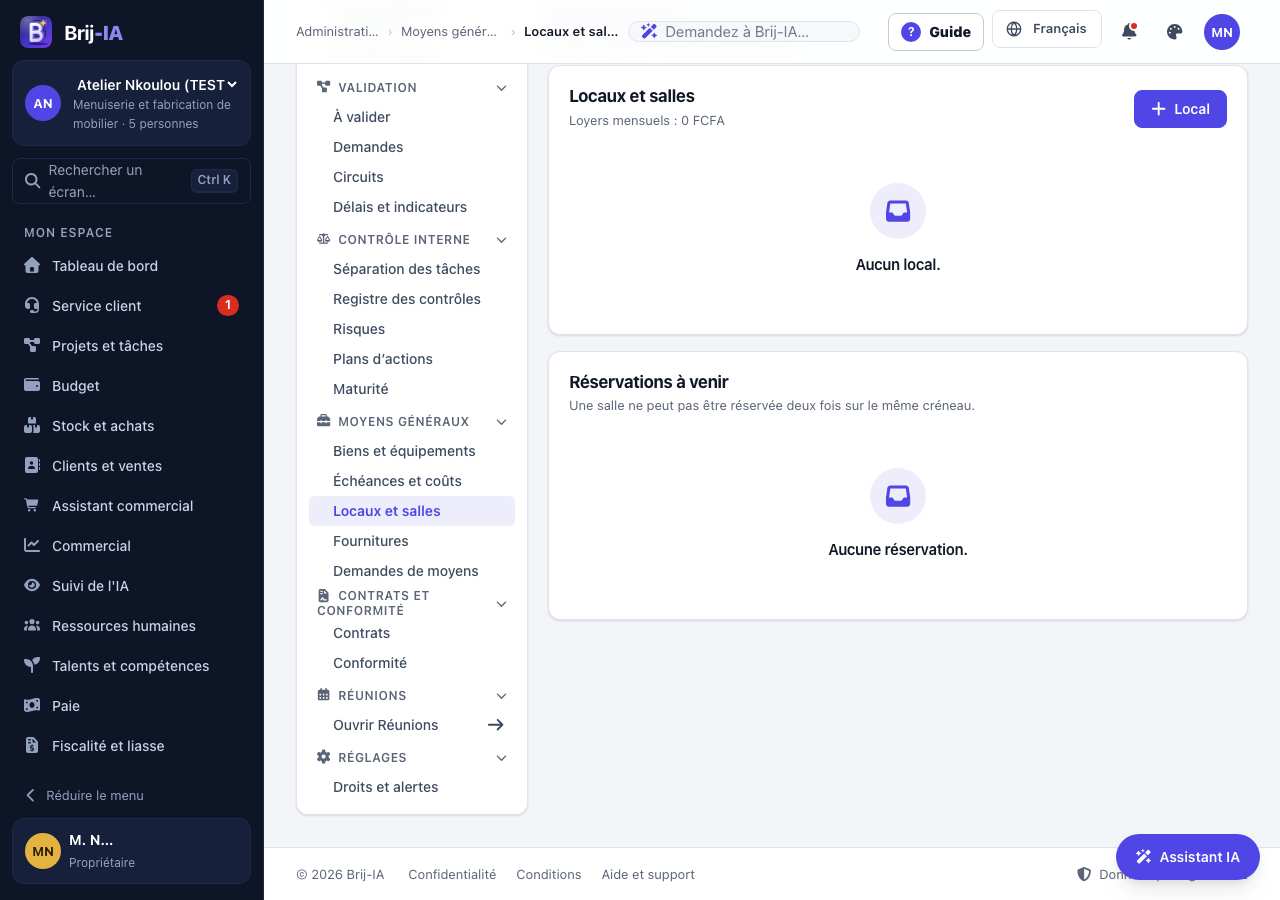 Brij-IA
AN
Atelier Nkoulou (TEST
Menuiserie et fabrication de
mobilier · 5 personnes
Rechercher un
écran...
Ctrl K
MON ESPACE
Tableau de bord
Service client
1
Projets et tâches
Budget
Stock et achats
Clients et ventes
Assistant commercial
Commercial
Suivi de l'IA
Ressources humaines
Talents et compétences
Paie
Fiscalité et liasse
Réduire le menu
MN
M. N...
Propriétaire
Administrati... › Moyens génér... › Locaux et sal...
Demandez à Brij-IA...
? Guide
Français
MN
VALIDATION
À valider
Demandes
Circuits
Délais et indicateurs
CONTRÔLE INTERNE
Séparation des tâches
Registre des contrôles
Risques
Plans d'actions
Maturité
MOYENS GÉNÉRAUX
Biens et équipements
Échéances et coûts
Locaux et salles
Fournitures
Demandes de moyens
CONTRATS ET
CONFORMITÉ
Contrats
Conformité
RÉUNIONS
Ouvrir Réunions
RÉGLAGES
Droits et alertes
Locaux et salles
Loyers mensuels : 0 FCFA
+ Local
Aucun local.
Réservations à venir
Une salle ne peut pas être réservée deux fois sur le même créneau.
Aucune réservation.
© 2026 Brij-IA
Confidentialité
Conditions
Aide et support
Assistant IA